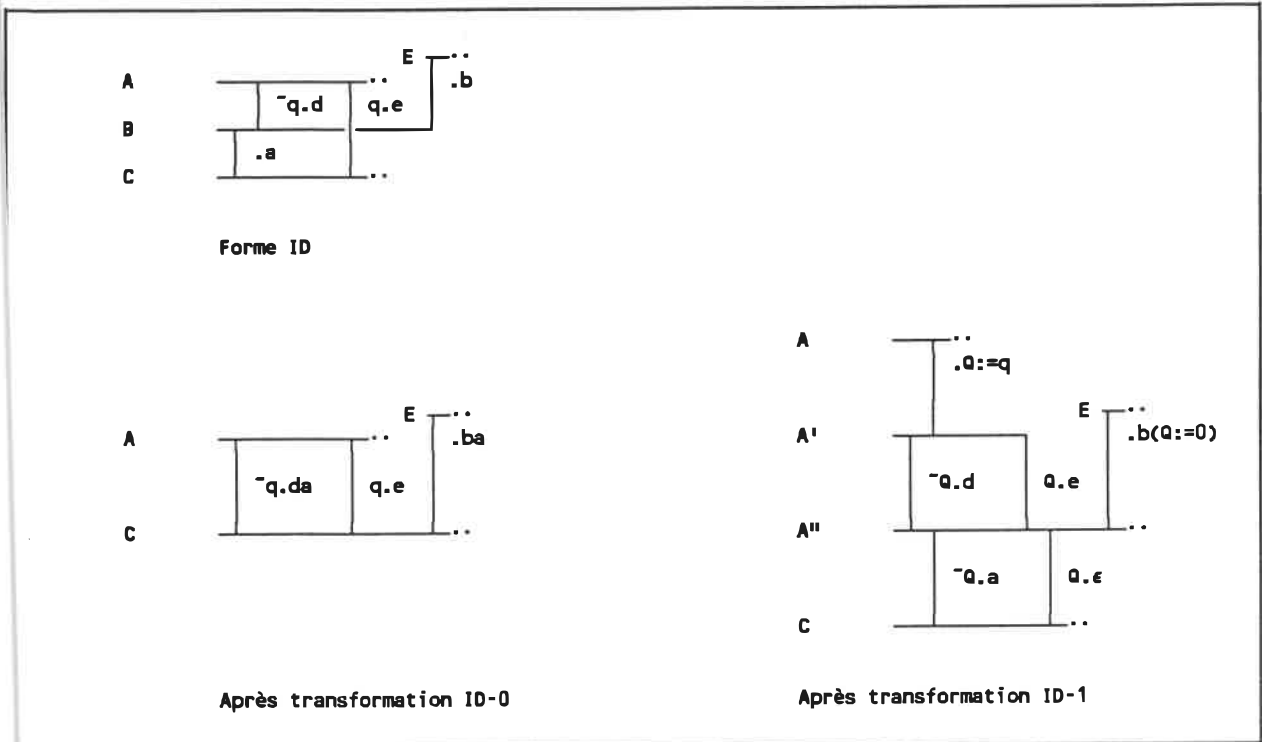 E
A
.b
¯q.d q.e
B
.a
C
Forme ID
A
.Q:=q
E
E
A
.ba
A'
.b(Q:=0)
¯q.da q.e
¯Q.d Q.e
C
A"
¯Q.a Q.ε
C
Après transformation ID-0
Après transformation ID-1